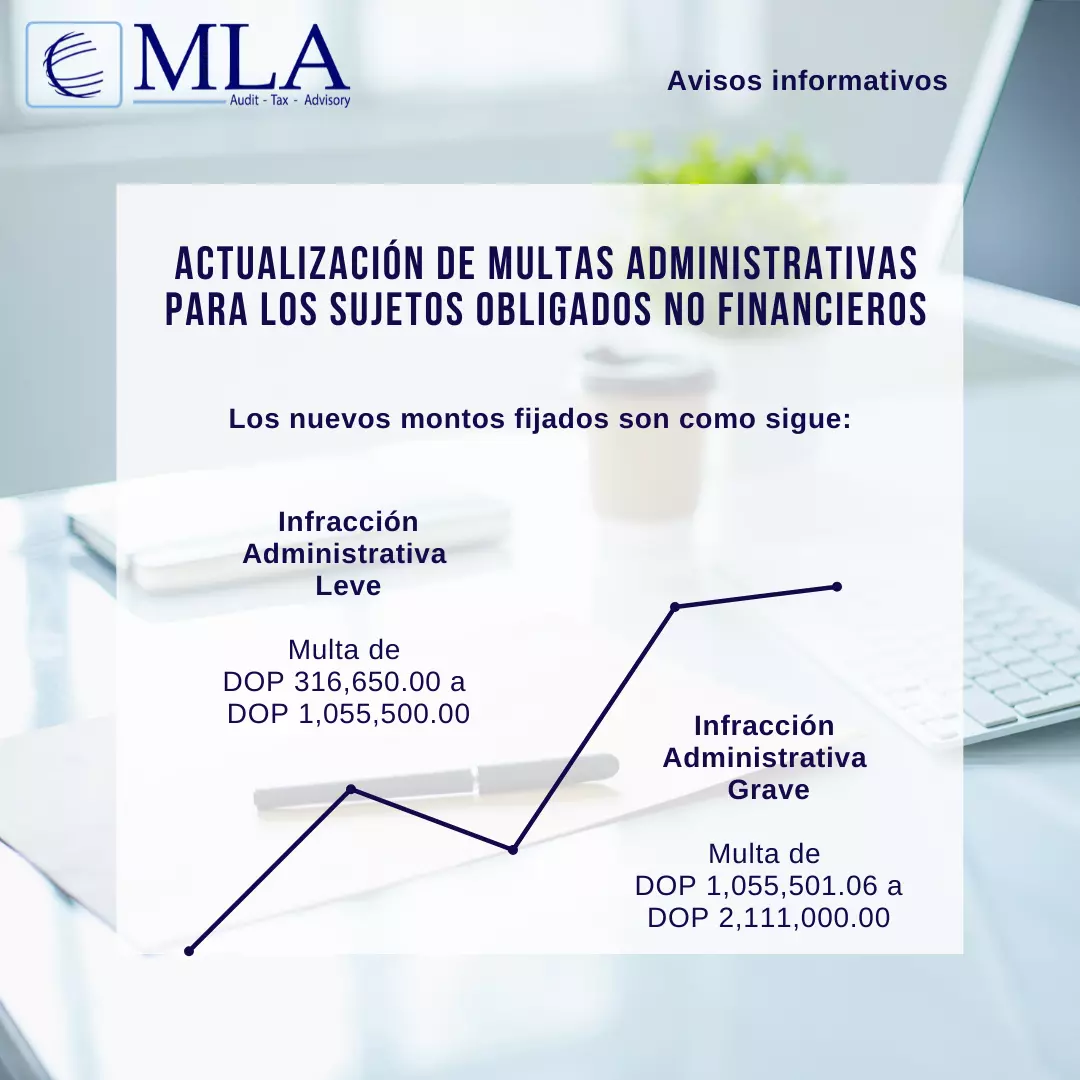 MLA
Audit - Tax - Advisory
Avisos informativos
ACTUALIZACIÓN DE MULTAS ADMINISTRATIVAS
PARA LOS SUJETOS OBLIGADOS NO FINANCIEROS
Los nuevos montos fijados son como sigue:
Infracción
Administrativa
Leve
Multa de
DOP 316,650.00 a
DOP 1,055,500.00
Infracción
Administrativa
Grave
Multa de
DOP 1,055,501.06 a
DOP 2,111,000.00